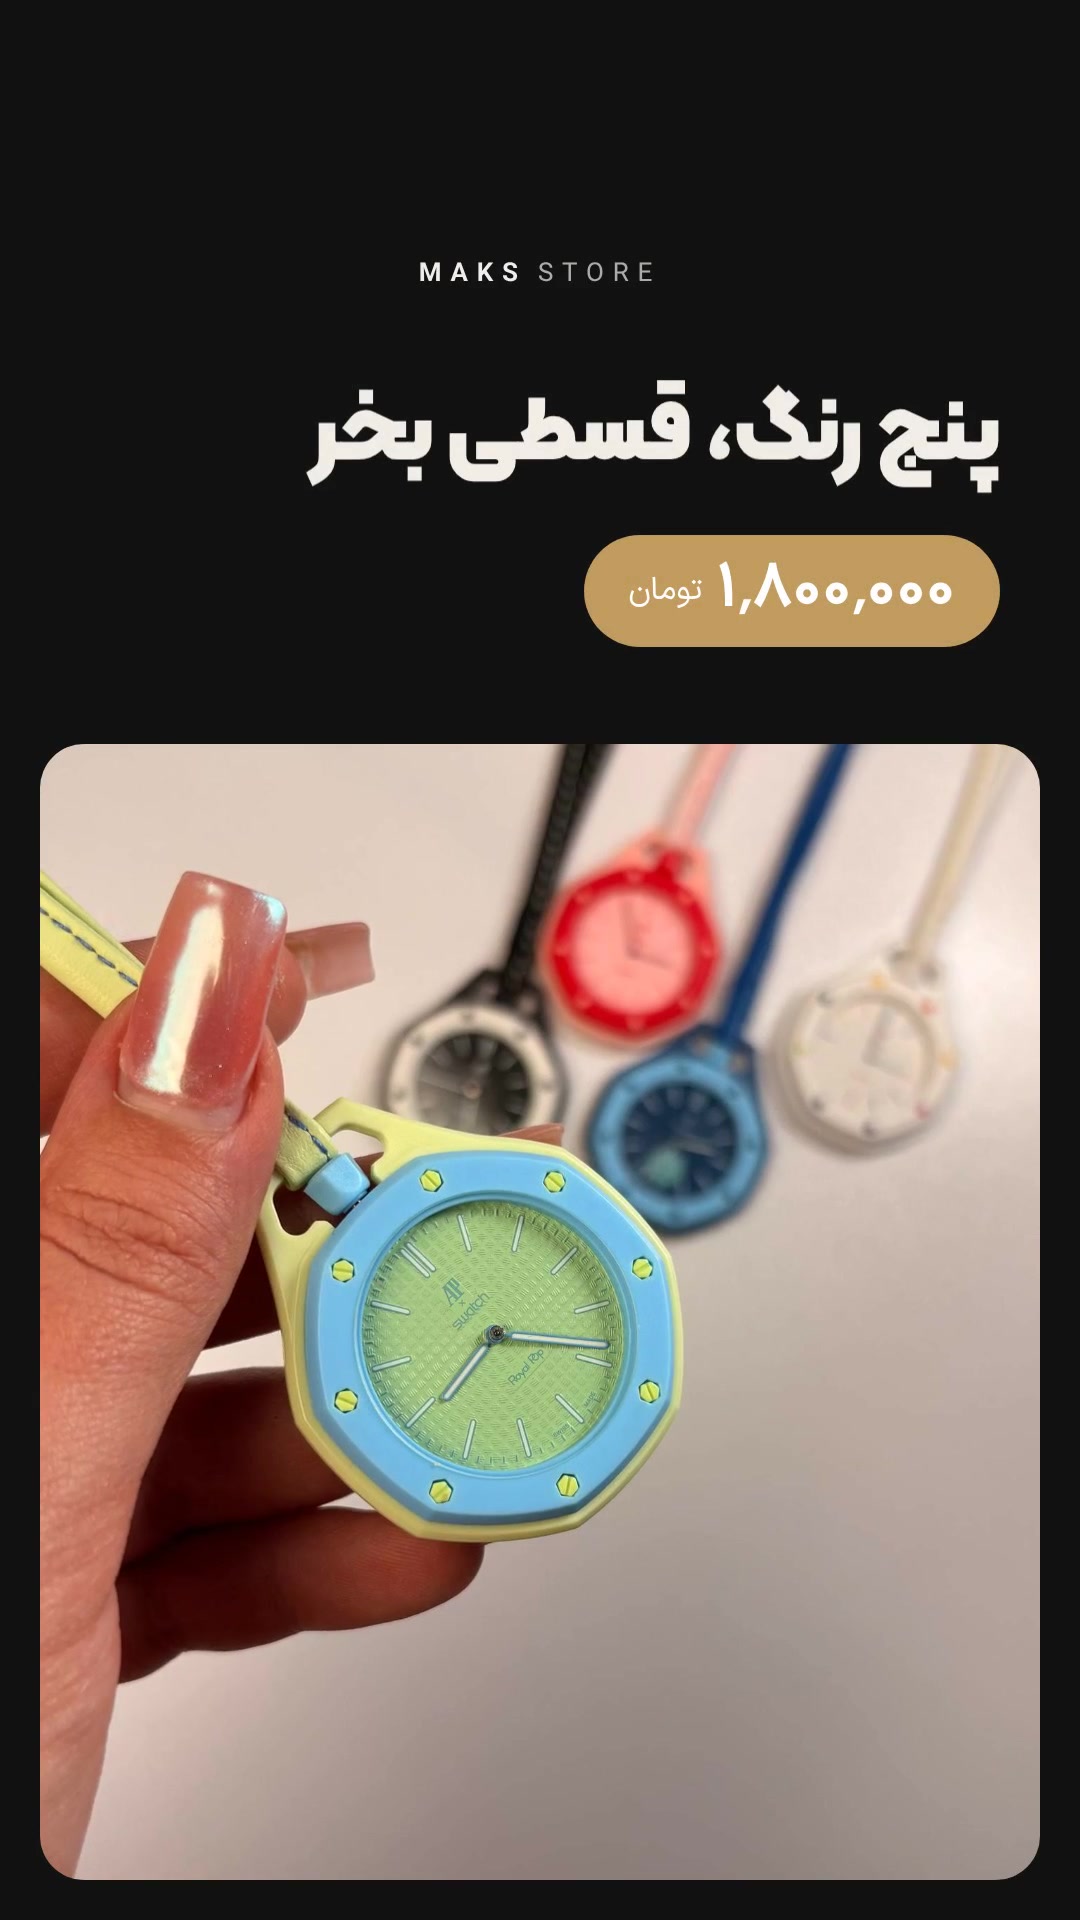 MAKS STORE
پنج رنگ، قسطی بخر
۱,۸۰۰,۰۰۰ تومان
AP
x
swatch
Royal Pop